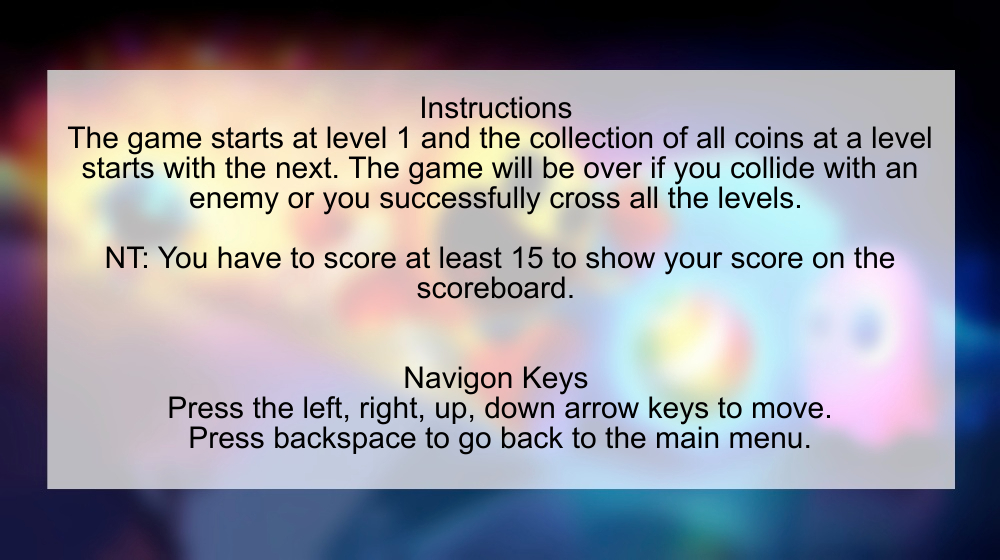 Instructions
The game starts at level 1 and the collection of all coins at a level
starts with the next. The game will be over if you collide with an
enemy or you successfully cross all the levels.
NT: You have to score at least 15 to show your score on the
scoreboard.
Navigon Keys
Press the left, right, up, down arrow keys to move.
Press backspace to go back to the main menu.